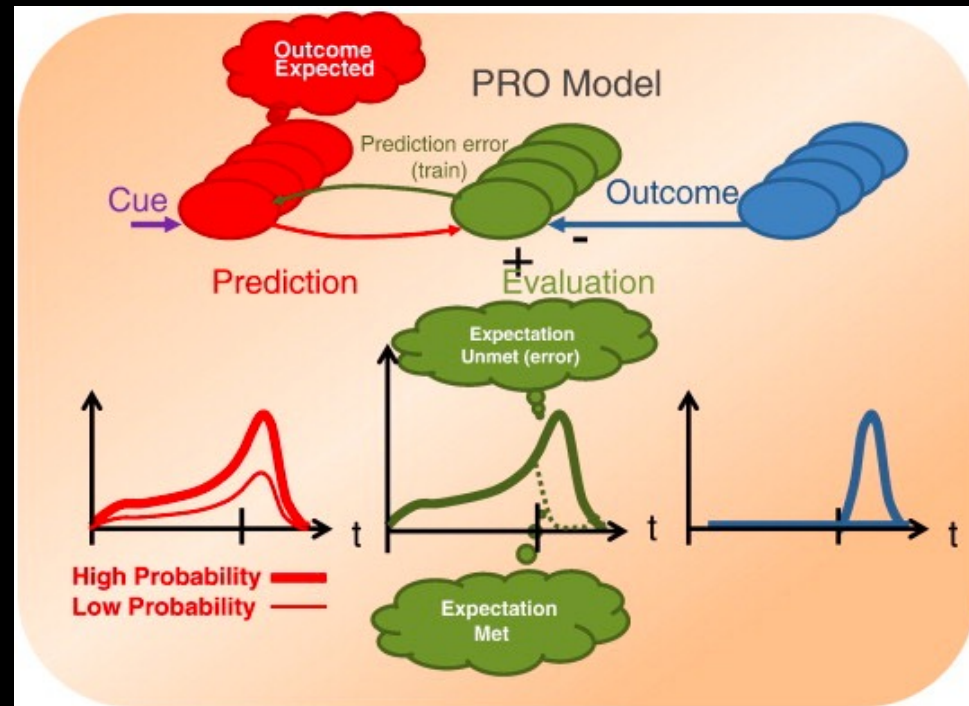 Outcome
Expected
PRO Model
Prediction error
(train)
Cue
Outcome
-
+
Prediction
Evaluation
Expectation
Unmet (error)
t
t
t
High Probability
Low Probability
Expectation
Met